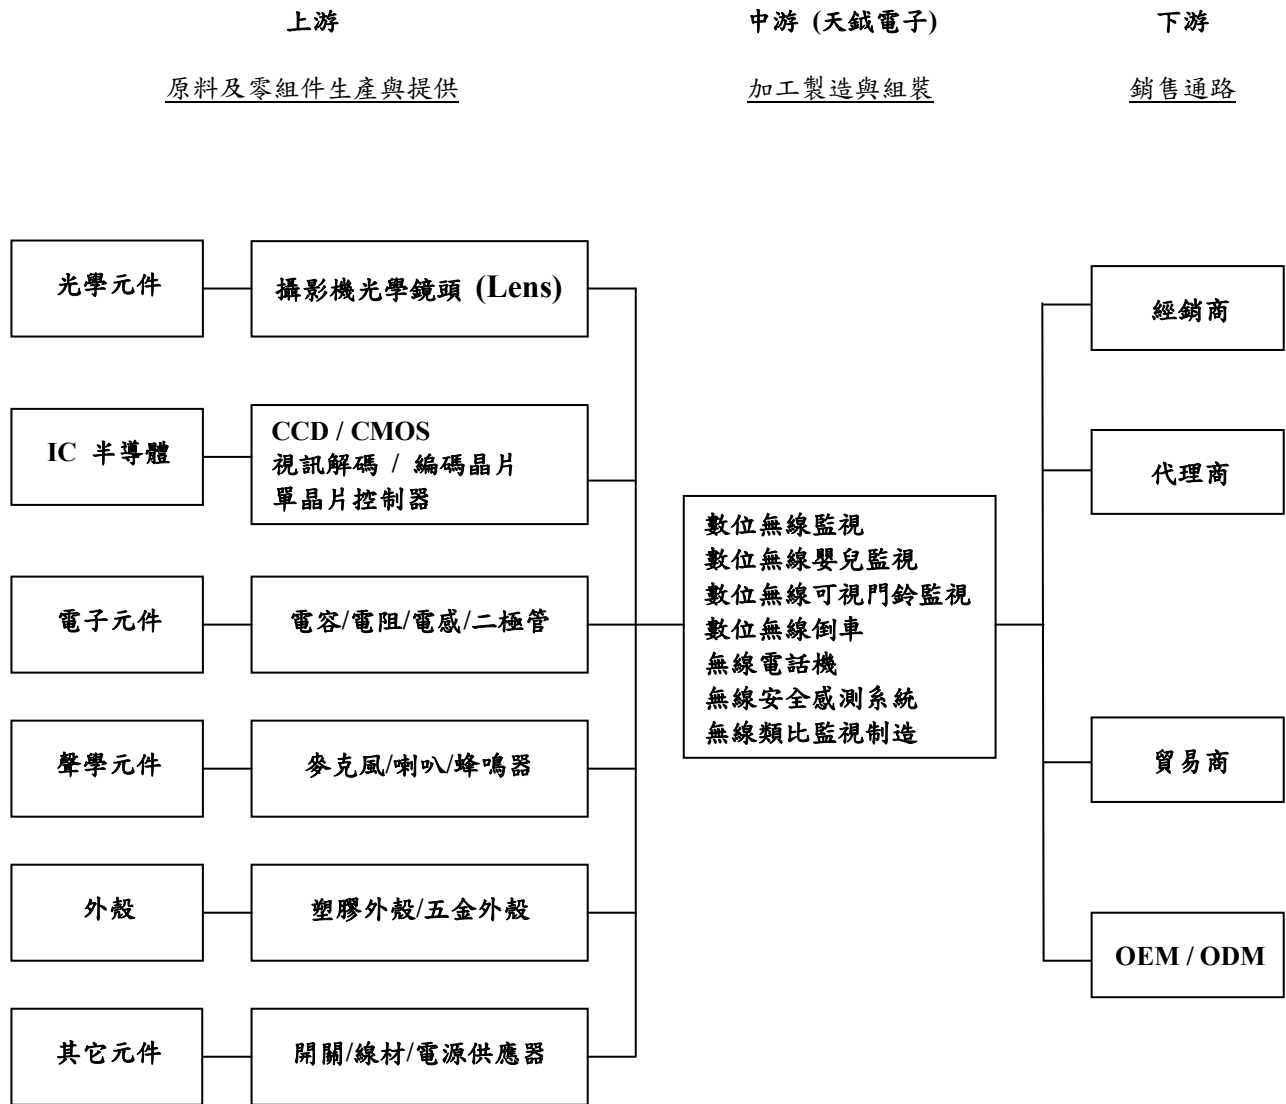 上游
中游 (天鉞電子)
下游
原料及零組件生產與提供
加工製造與組裝
銷售通路
光學元件
攝影機光學鏡頭 (Lens)
IC 半導體
CCD / CMOS
視訊解碼 / 編碼晶片
單晶片控制器
電子元件
電容/電阻/電感/二極管
聲學元件
麥克風/喇叭/蜂鳴器
外殼
塑膠外殼/五金外殼
其它元件
開關/線材/電源供應器
數位無線監視
數位無線嬰兒監視
數位無線可視門鈴監視
數位無線倒車
無線電話機
無線安全感測系統
無線類比監視制造
經銷商
代理商
貿易商
OEM / ODM